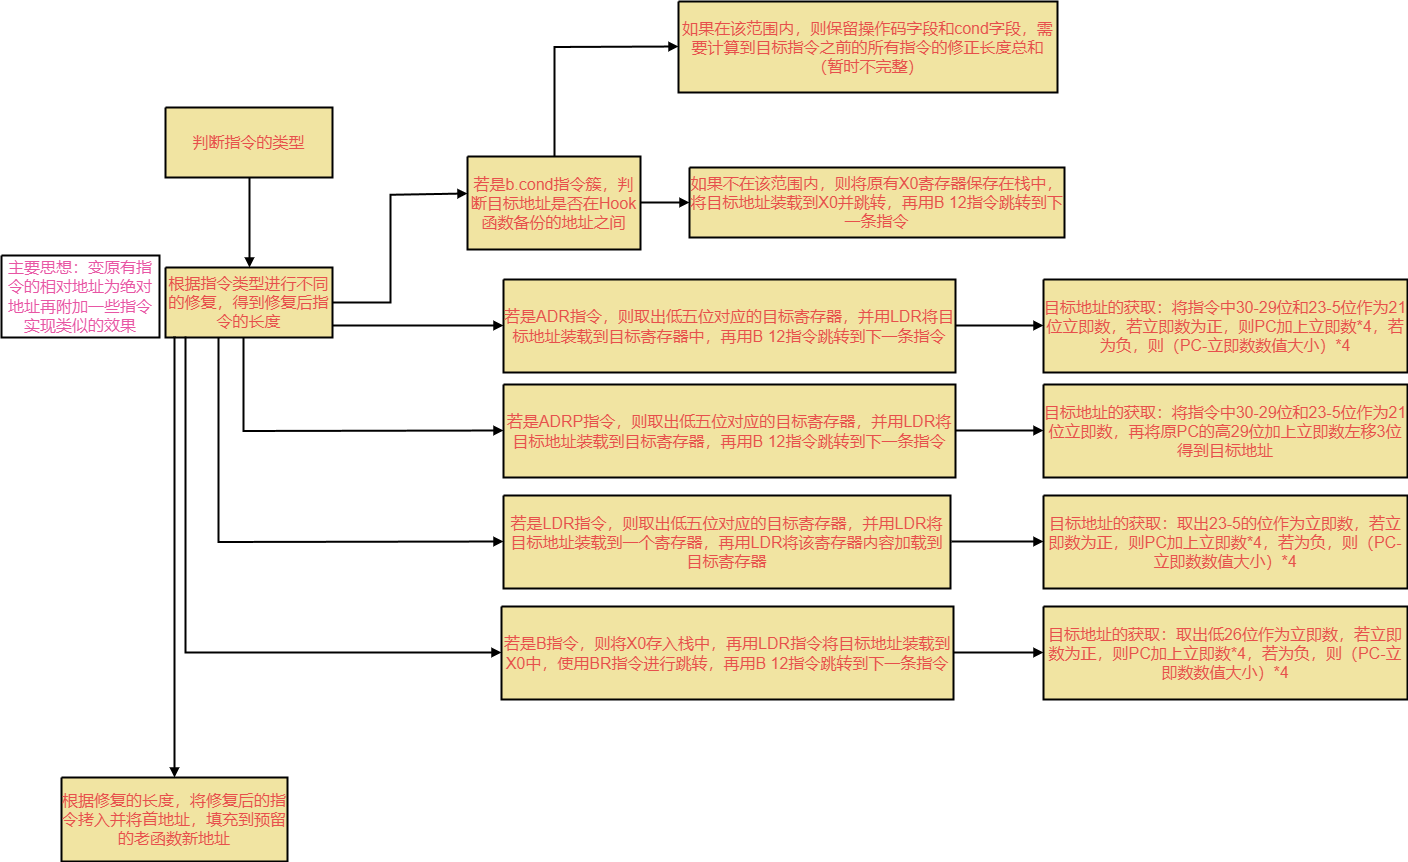 如果在该范围内，则保留操作码字段和cond字段，需
要计算到目标指令之前的所有指令的修正长度总和
（暂时不完整）
判断指令的类型
若是b.cond指令簇，判
断目标地址是否在Hook
函数备份的地址之间
如果不在该范围内，则将原有X0寄存器保存在栈中，
将目标地址装载到X0并跳转，再用B 12指令跳转到下
一条指令
主要思想：变原有指
令的相对地址为绝对
地址再附加一些指令
实现类似的效果
根据指令类型进行不同
的修复，得到修复后指
令的长度
若是ADR指令，则取出低五位对应的目标寄存器，并用LDR将目
标地址装载到目标寄存器中，再用B 12指令跳转到下一条指令
目标地址的获取：将指令中30-29位和23-5位作为21
位立即数，若立即数为正，则PC加上立即数*4，若
为负，则（PC-立即数数值大小）*4
若是ADRP指令，则取出低五位对应的目标寄存器，并用LDR将
目标地址装载到目标寄存器，再用B 12指令跳转到下一条指令
目标地址的获取：将指令中30-29位和23-5位作为21
位立即数，再将原PC的高29位加上立即数左移3位
得到目标地址
若是LDR指令，则取出低五位对应的目标寄存器，并用LDR将
目标地址装载到一个寄存器，再用LDR将该寄存器内容加载到
目标寄存器
目标地址的获取：取出23-5的位作为立即数，若立
即数为正，则PC加上立即数*4，若为负，则（PC-
立即数数值大小）*4
若是B指令，则将X0存入栈中，再用LDR指令将目标地址装载到
X0中，使用BR指令进行跳转，再用B 12指令跳转到下一条指令
目标地址的获取：取出低26位作为立即数，若立即
数为正，则PC加上立即数*4，若为负，则（PC-立
即数数值大小）*4
根据修复的长度，将修复后的指
令拷入并将首地址，填充到预留
的老函数新地址